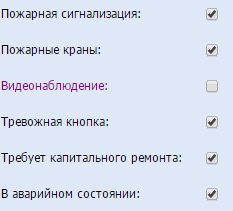 Пожарная сигнализация:
Пожарные краны:
Видеонаблюдение:
Тревожная кнопка:
Требует капитального ремонта:
В аварийном состоянии: